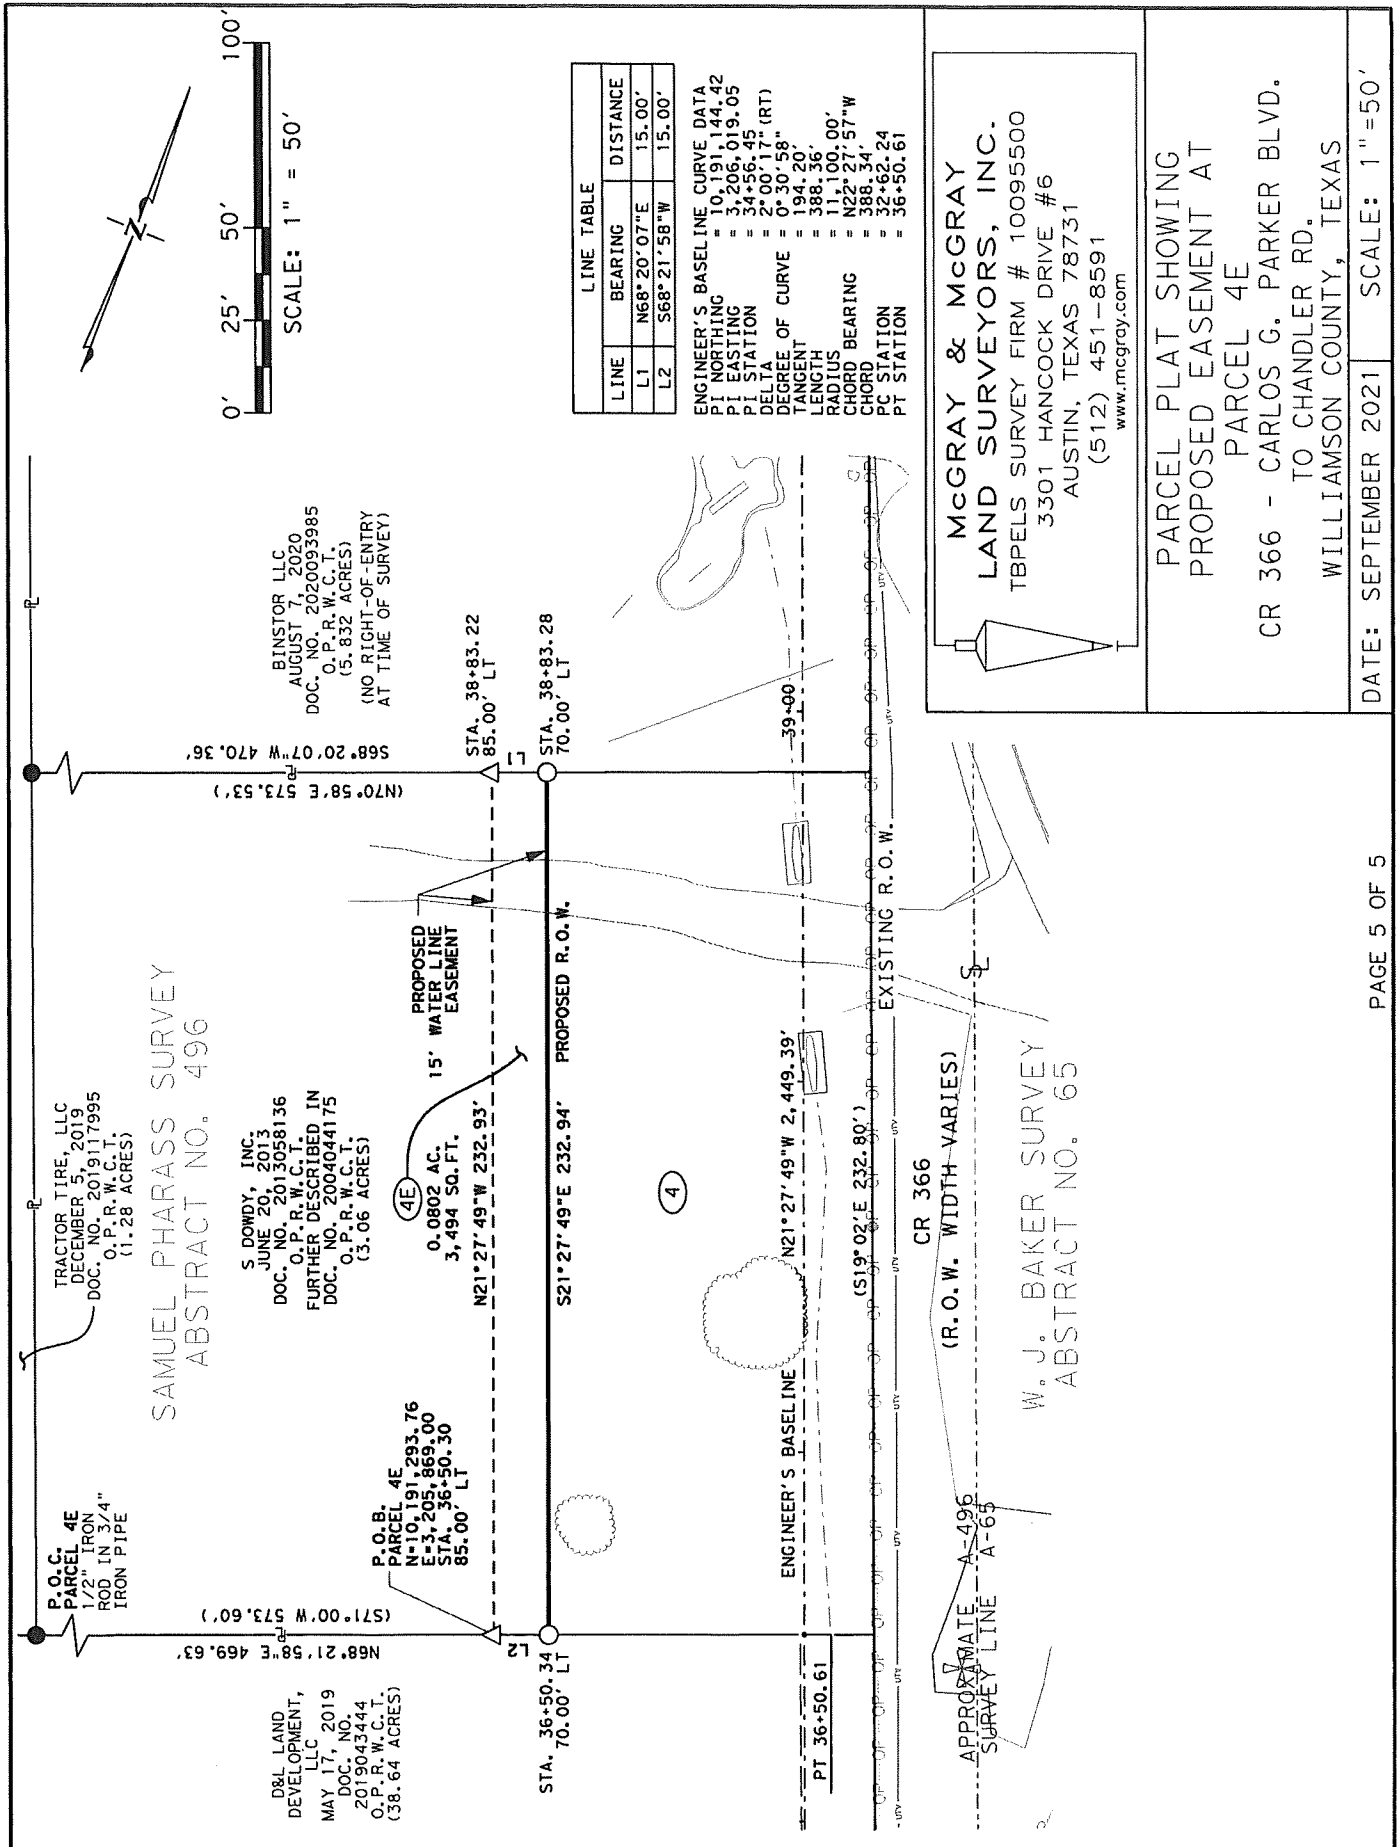 P.O.C.
PARCEL 4E
1/2" IRON
ROD IN 3/4"
IRON PIPE
TRACTOR TIRE, LLC
DECEMBER 5, 2019
DOC. NO. 2019117995
O.P.R.W.C.T.
(1.28 ACRES)
SAMUEL PHARASS SURVEY
ABSTRACT NO. 496
PL
PL
0'
25'
50'
100'
SCALE: 1" = 50'
N
D&L LAND
DEVELOPMENT,
LLC
MAY 17, 2019
DOC. NO.
2019043444
O.P.R.W.C.T.
(38.64 ACRES)
N68°21'58"E 469.63'
(S71°00'W 573.60')
PL
S DOWDY, INC.
JUNE 20, 2013
DOC. NO. 2013058136
O.P.R.W.C.T.
FURTHER DESCRIBED IN
DOC. NO. 2004044175
O.P.R.W.C.T.
(3.06 ACRES)
S68°20'07"W 470.36'
(N70°58'E 573.53')
PL
BINSTOR LLC
AUGUST 7, 2020
DOC. NO. 2020093985
O.P.R.W.C.T.
(5.832 ACRES)
(NO RIGHT-OF-ENTRY
AT TIME OF SURVEY)
P.O.B.
PARCEL 4E
N=10,191,293.76
E=3,205,869.00
STA. 36+50.30
85.00' LT
4E
0.0802 AC.
3,494 SQ.FT.
PROPOSED
15' WATER LINE
EASEMENT
STA. 38+83.22
85.00' LT
L1
STA. 38+83.28
70.00' LT
N21°27'49"W 232.93'
L2
STA. 36+50.34
70.00' LT
S21°27'49"E 232.94'
PROPOSED R.O.W.
4
ENGINEER'S BASELINE
N21°27'49"W 2,449.39'
39+00
PT 36+50.61
(S19°02'E 232.80')
EXISTING R.O.W.
CR 366
(R.O.W. WIDTH VARIES)
APPROXIMATE A-496
SURVEY LINE A-65
SL
W. J. BAKER SURVEY
ABSTRACT NO. 65
LINE TABLE
LINE BEARING DISTANCE
L1 N68°20'07"E 15.00'
L2 S68°21'58"W 15.00'
ENGINEER'S BASELINE CURVE DATA
PI NORTHING = 10,191,144.42
PI EASTING = 3,206,019.05
PI STATION = 34+56.45
DELTA = 2°00'17" (RT)
DEGREE OF CURVE = 0°30'58"
TANGENT = 194.20'
LENGTH = 388.36'
RADIUS = 11,100.00'
CHORD BEARING = N22°27'57"W
CHORD = 388.34'
PC STATION = 32+62.24
PT STATION = 36+50.61
McGRAY & McGRAY
LAND SURVEYORS, INC.
TBPELS SURVEY FIRM # 10095500
3301 HANCOCK DRIVE #6
AUSTIN, TEXAS 78731
(512) 451-8591
www.mcgray.com
PARCEL PLAT SHOWING
PROPOSED EASEMENT AT
PARCEL 4E
CR 366 - CARLOS G. PARKER BLVD.
TO CHANDLER RD.
WILLIAMSON COUNTY, TEXAS
DATE: SEPTEMBER 2021
SCALE: 1"=50'
PAGE 5 OF 5